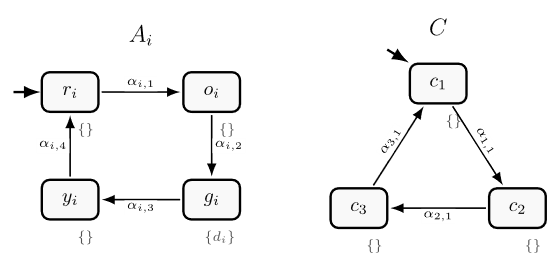 A_i
C
r_i
α_{i,1}
o_i
c_1
{}
{}
{}
α_{i,4}
α_{i,2}
α_{3,1}
α_{1,1}
y_i
α_{i,3}
g_i
c_3
α_{2,1}
c_2
{}
{d_i}
{}
{}